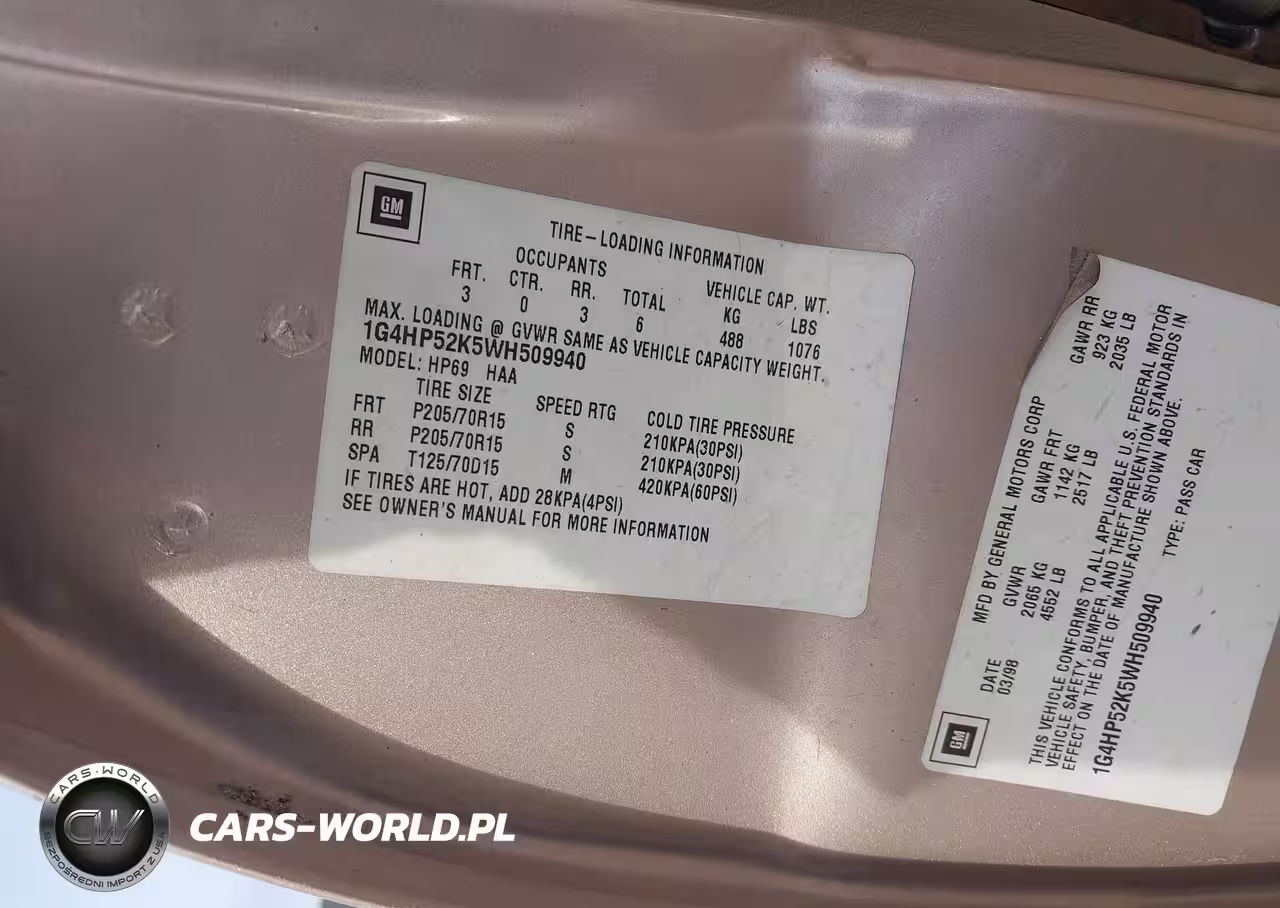 GM
TIRE-LOADING INFORMATION
OCCUPANTS VEHICLE CAP. WT.
FRT. CTR. RR. TOTAL KG LBS
3 0 3 6 488 1076
MAX. LOADING @ GVWR SAME AS VEHICLE CAPACITY WEIGHT.
1G4HP52K5WH509940
MODEL: HP69 HAA
TIRE SIZE SPEED RTG COLD TIRE PRESSURE
FRT P205/70R15 S 210KPA(30PSI)
RR P205/70R15 S 210KPA(30PSI)
SPA T125/70D15 M 420KPA(60PSI)
IF TIRES ARE HOT, ADD 28KPA(4PSI)
SEE OWNER'S MANUAL FOR MORE INFORMATION
GM
MFD BY GENERAL MOTORS CORP
DATE GVWR GAWR FRT GAWR RR
03/98 2065 KG 1142 KG 923 KG
4552 LB 2517 LB 2035 LB
THIS VEHICLE CONFORMS TO ALL APPLICABLE U.S. FEDERAL MOTOR
VEHICLE SAFETY, BUMPER, AND THEFT PREVENTION STANDARDS IN
EFFECT ON THE DATE OF MANUFACTURE SHOWN ABOVE.
1G4HP52K5WH509940 TYPE: PASS CAR
CARS-WORLD
CW
BEZPOŚREDNI IMPORT Z USA
CARS-WORLD.PL